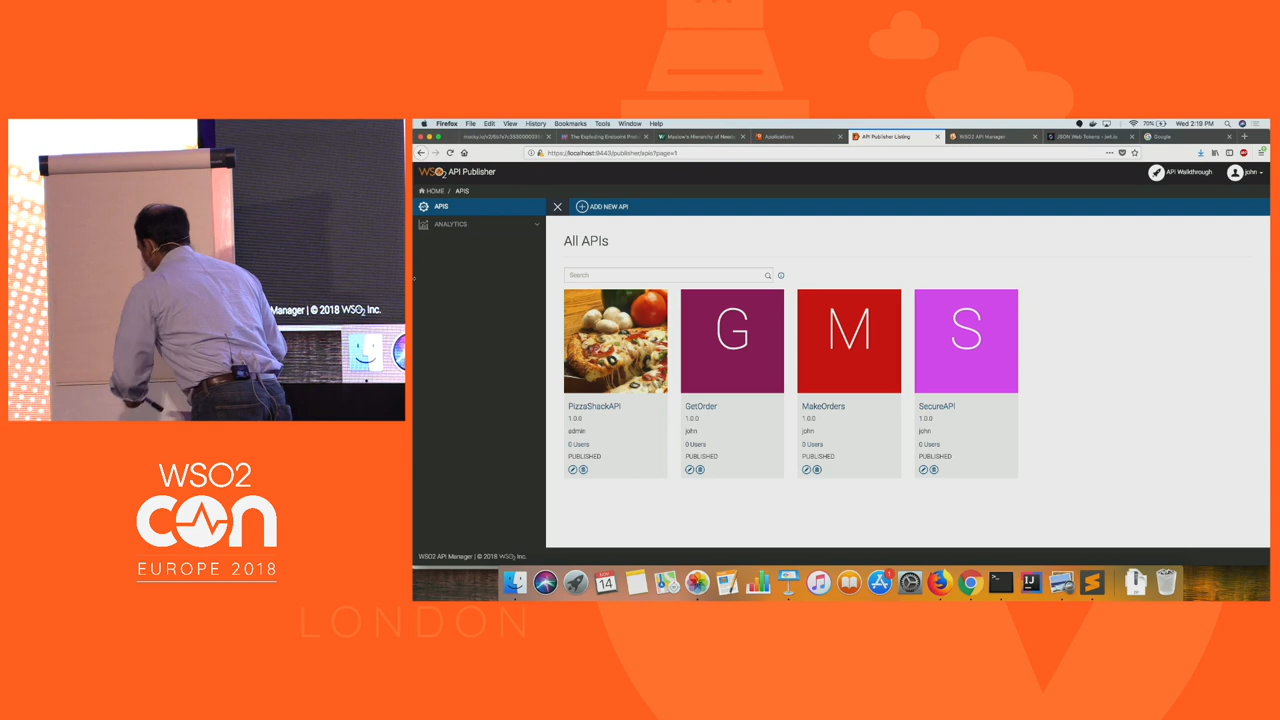 Firefox File Edit View History Bookmarks Tools Window Help
70% Wed 2:19 PM
The Exploding Endpoint Prob
Maslow's Hierarchy of Needs
Applications
API Publisher Listing
WSO2 API Manager
JSON Web Tokens - jwt.io
Google
https://localhost:9443/publisher/apis?page=1
WSO2 API Publisher
API Walkthrough
john
HOME / APIS
APIS
ADD NEW API
ANALYTICS
All APIs
Search
G M S
PizzaShackAPI
1.0.0
admin
0 Users
PUBLISHED
GetOrder
1.0.0
john
0 Users
PUBLISHED
MakeOrders
1.0.0
john
0 Users
PUBLISHED
SecureAPI
1.0.0
john
0 Users
PUBLISHED
WSO2 API Manager | © 2018 WSO2 Inc.
NOV
14
1
Manager | © 2018 WSO2 Inc.
WSO2
con
EUROPE 2018
LONDON